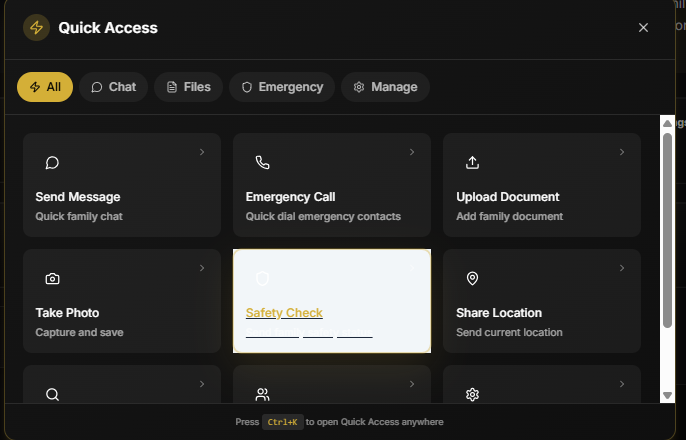 Quick Access
All
Chat
Files
Emergency
Manage
Send Message
Quick family chat
Emergency Call
Quick dial emergency contacts
Upload Document
Add family document
Take Photo
Capture and save
Safety Check
Send family safety status
Share Location
Send current location
Press Ctrl+K to open Quick Access anywhere